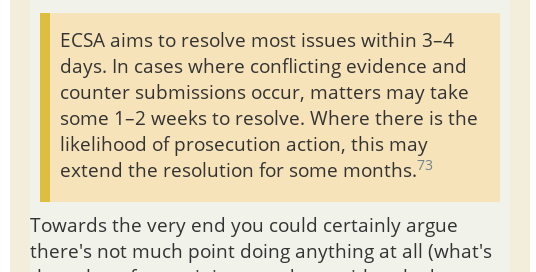 ECSA aims to resolve most issues within 3–4
days. In cases where conflicting evidence and
counter submissions occur, matters may take
some 1–2 weeks to resolve. Where there is the
likelihood of prosecution action, this may
extend the resolution for some months.73
Towards the very end you could certainly argue
there's not much point doing anything at all (what's